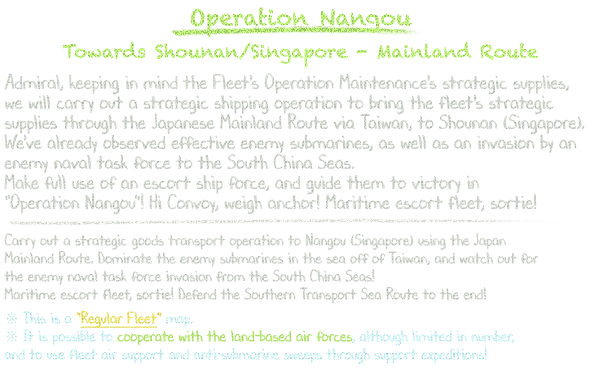 Operation Nangou
Towards Shounan/Singapore - Mainland Route
Admiral, keeping in mind the Fleet's Operation Maintenance's strategic supplies,
we will carry out a strategic shipping operation to bring the fleet's strategic
supplies through the Japanese Mainland Route via Taiwan, to Shounan (Singapore).
We've already observed effective enemy submarines, as well as an invasion by an
enemy naval task force to the South China Seas.
Make full use of an escort ship force, and guide them to victory in
"Operation Nangou"! Hi Convoy, weigh anchor! Maritime escort fleet, sortie!
Carry out a strategic goods transport operation to Nangou (Singapore) using the Japan
Mainland Route. Dominate the enemy submarines in the sea off of Taiwan, and watch out for
the enemy naval task force invasion from the South China Seas!
Maritime escort fleet, sortie! Defend the Southern Transport Sea Route to the end!
※ This is a "Regular Fleet" map.
※ It is possible to cooperate with the land-based air forces, although limited in number,
and to use fleet air support and anti-submarine sweeps through support expeditions!